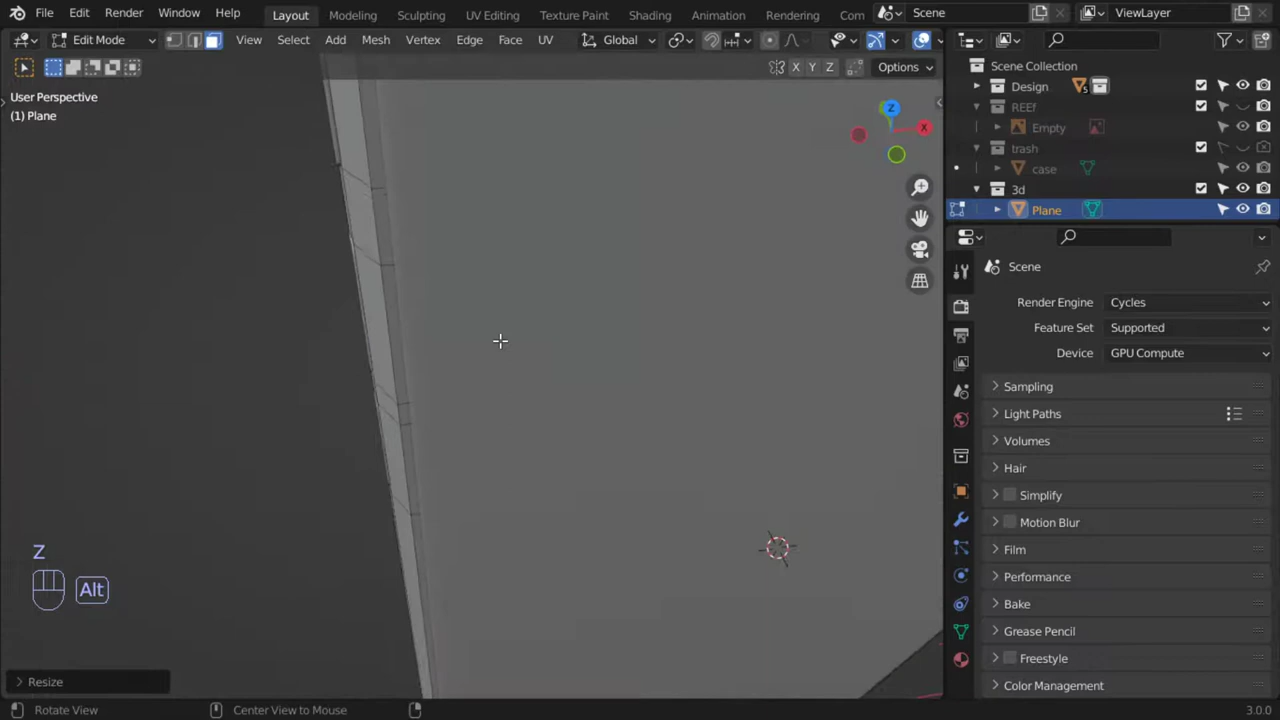 File Edit Render Window Help Layout Modeling Sculpting UV Editing Texture Paint Shading Animation Rendering Com Scene ViewLayer
Edit Mode View Select Add Mesh Vertex Edge Face UV Global
X Y Z Options
User Perspective
(1) Plane
Z
X
Z
Alt
Resize
Scene Collection
Design 5
REEf
Empty
trash
case
3d
Plane
Scene
Render Engine Cycles
Feature Set Supported
Device GPU Compute
Sampling
Light Paths
Volumes
Hair
Simplify
Motion Blur
Film
Performance
Bake
Grease Pencil
Freestyle
Color Management
Rotate View Center View to Mouse 3.0.0